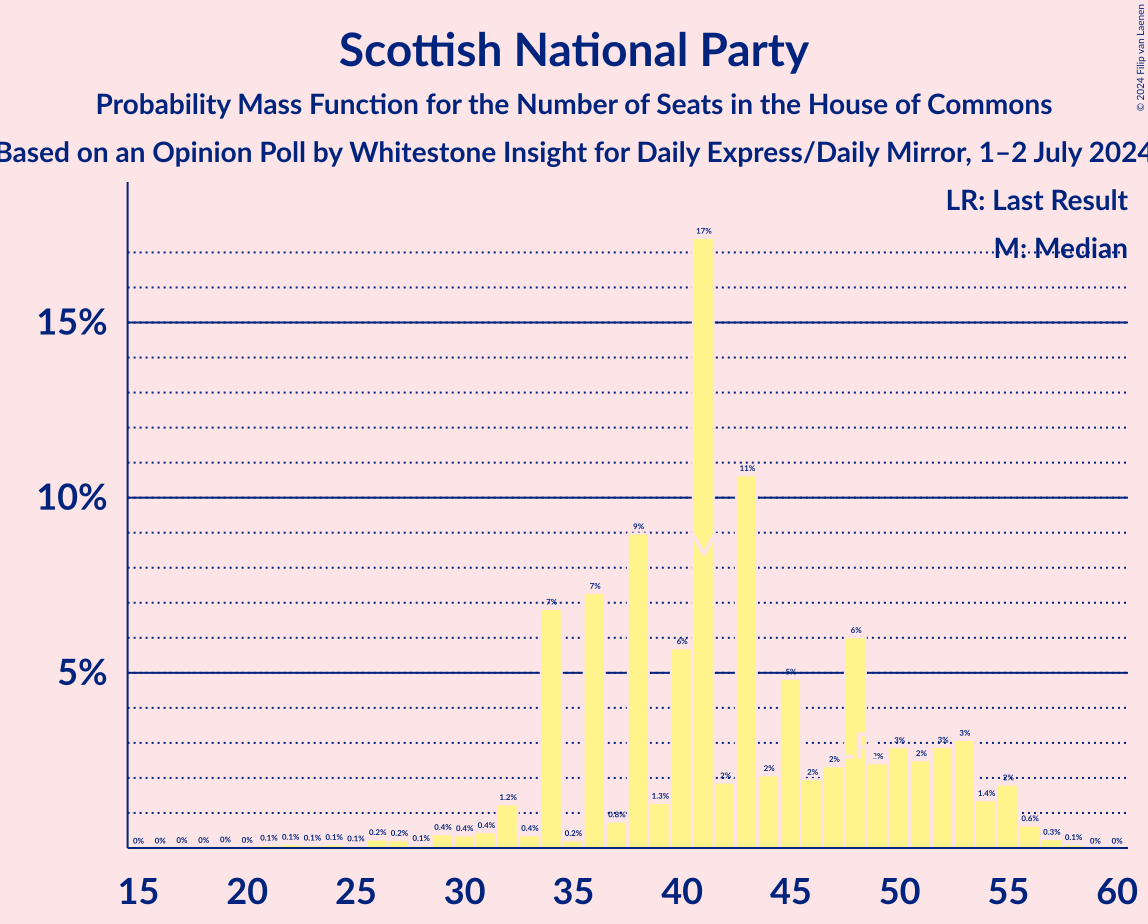 © 2024 Filip van Laenen
Scottish National Party
Probability Mass Function for the Number of Seats in the House of Commons
Based on an Opinion Poll by Whitestone Insight for Daily Express/Daily Mirror, 1–2 July 2024
LR: Last Result
M: Median
15%
10%
5%
0% 0% 0% 0% 0% 0% 0.1% 0.1% 0.1% 0.1% 0.1% 0.2% 0.2% 0.1% 0.4% 0.4% 0.4% 1.2% 0.4% 7% 0.2% 7% 0.8% 9% 1.3% 6% 17% 2% 11% 2% 5% 2% 2% 6% 2% 3% 2% 3% 3% 1.4% 2% 0.6% 0.3% 0.1% 0% 0%
15 20 25 30 35 40 45 50 55 60